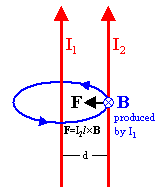 I₁ I₂
F B
F=I₂l×B
produced
by I₁
d